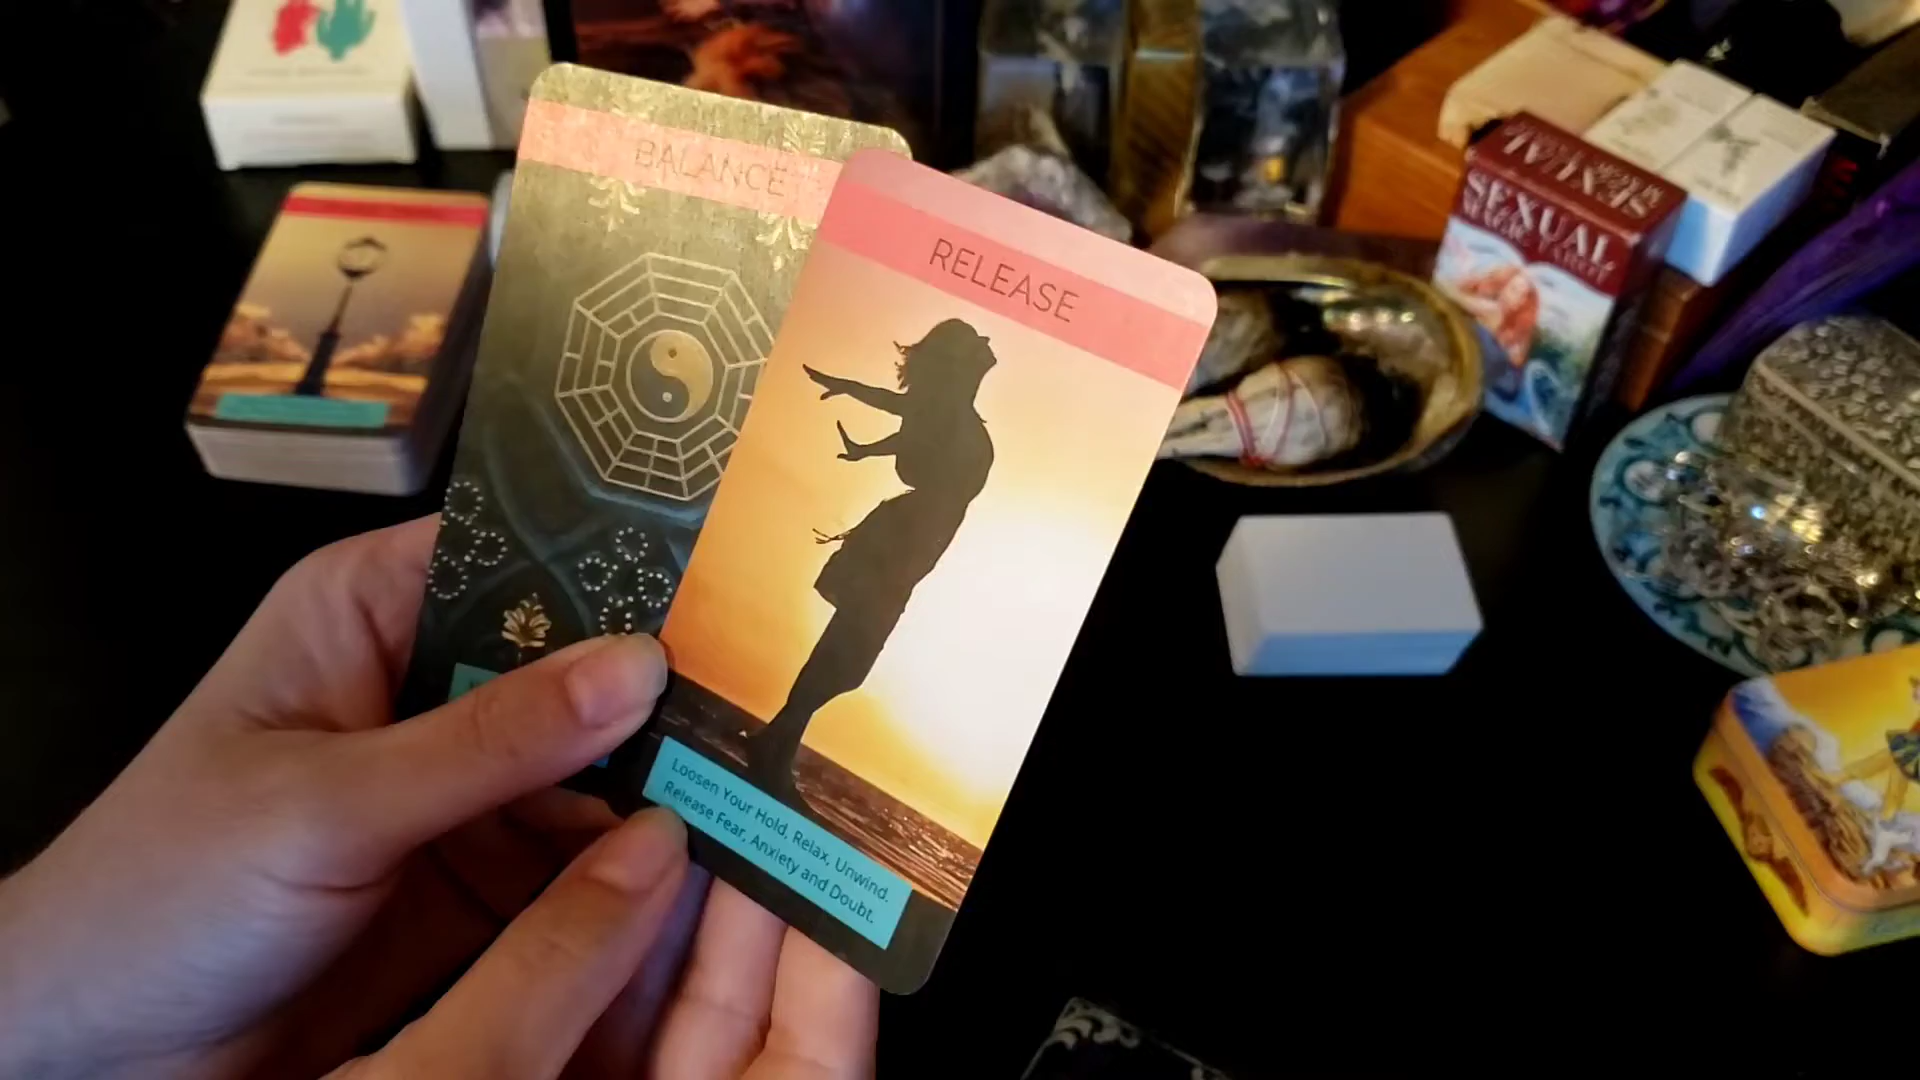 BALANCE
RELEASE
Loosen Your Hold, Relax, Unwind.
Release Fear, Anxiety and Doubt.
SEXUAL
MAGIC TAROT
SEXUAL